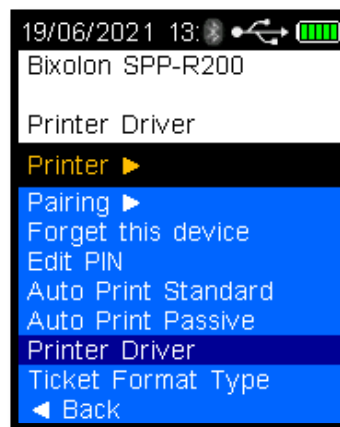 19/06/2021 13:
Bixolon SPP-R200
Printer Driver
Printer ▶
Pairing ▶
Forget this device
Edit PIN
Auto Print Standard
Auto Print Passive
Printer Driver
Ticket Format Type
◀ Back